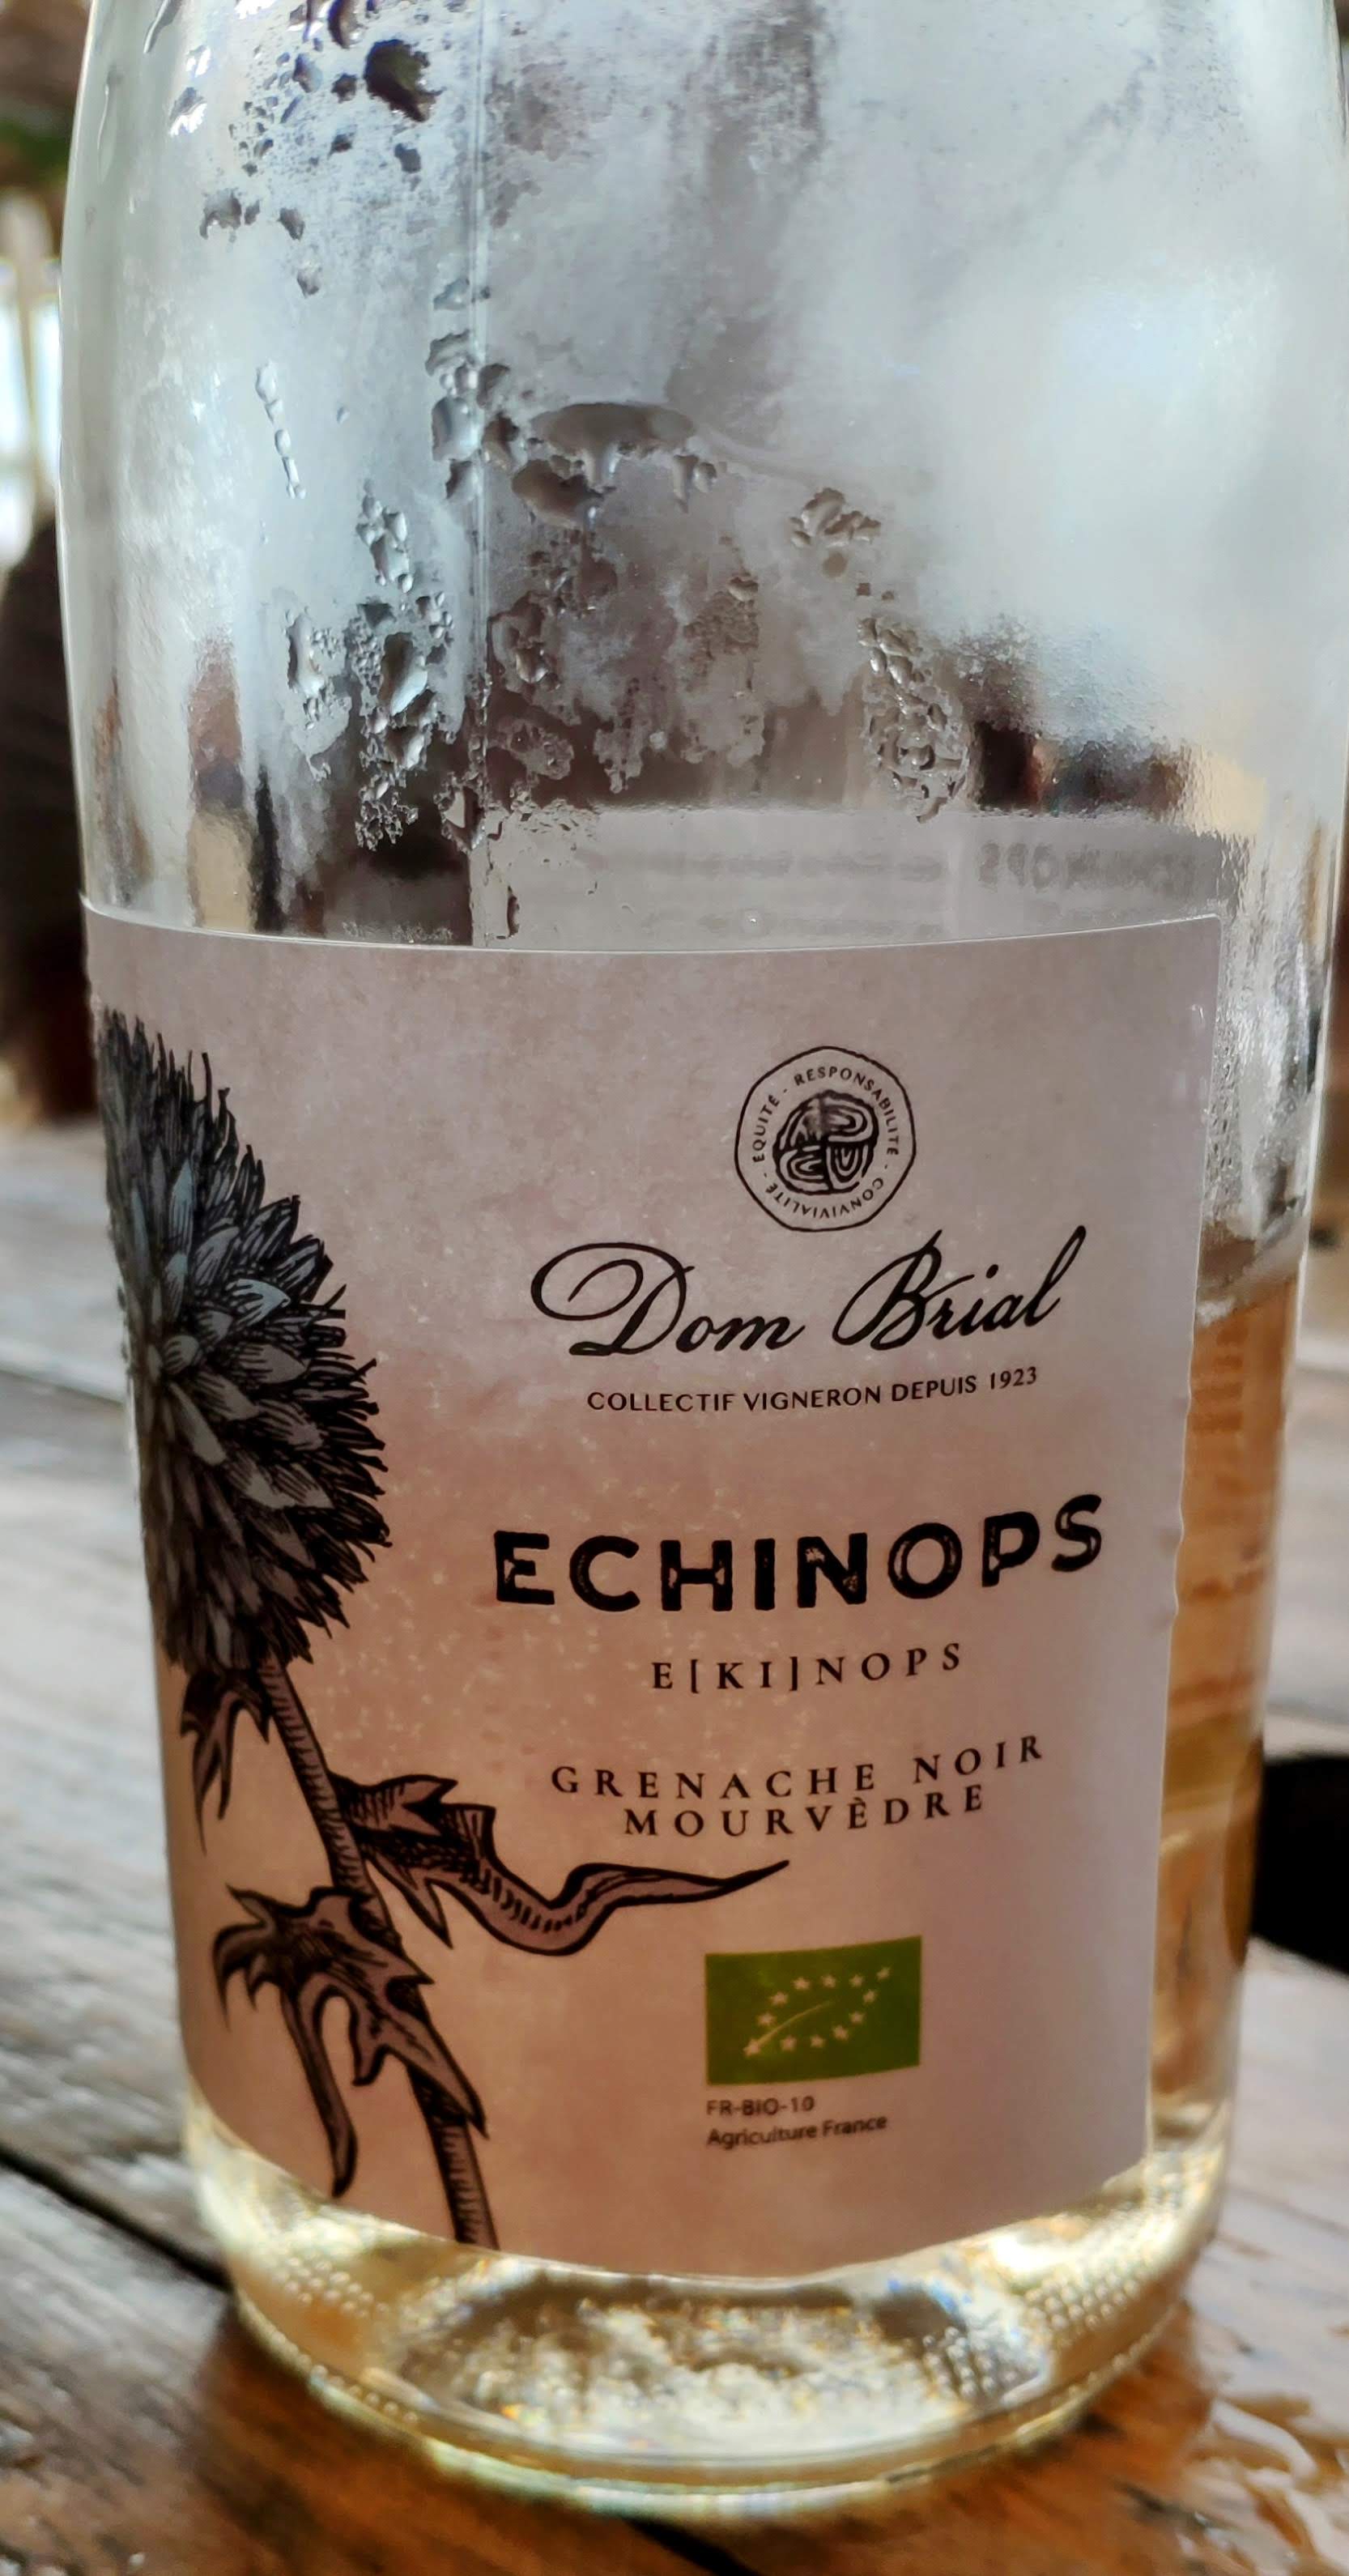 ÉQUITÉ - RESPONSABILITÉ - CONVIVIALITÉ -
Dom Brial
COLLECTIF VIGNERON DEPUIS 1923
ECHINOPS
E[KI]NOPS
GRENACHE NOIR
MOURVÈDRE
FR-BIO-10
Agriculture France